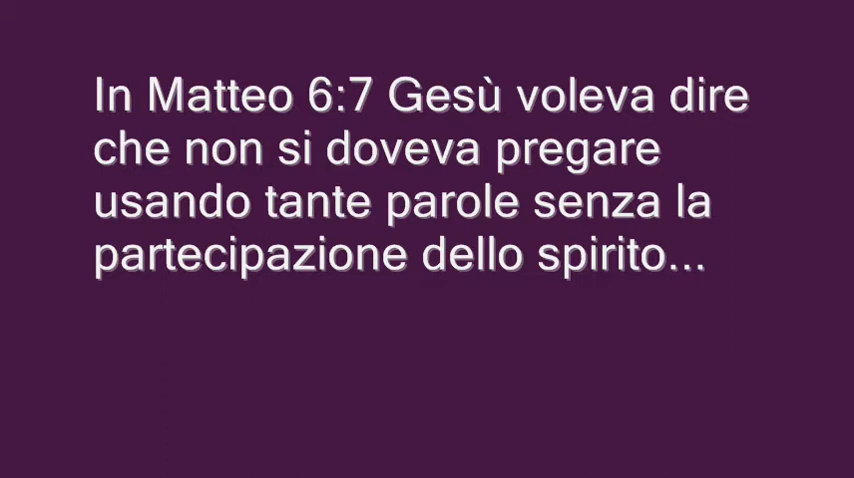 In Matteo 6:7 Gesù voleva dire
che non si doveva pregare
usando tante parole senza la
partecipazione dello spirito...